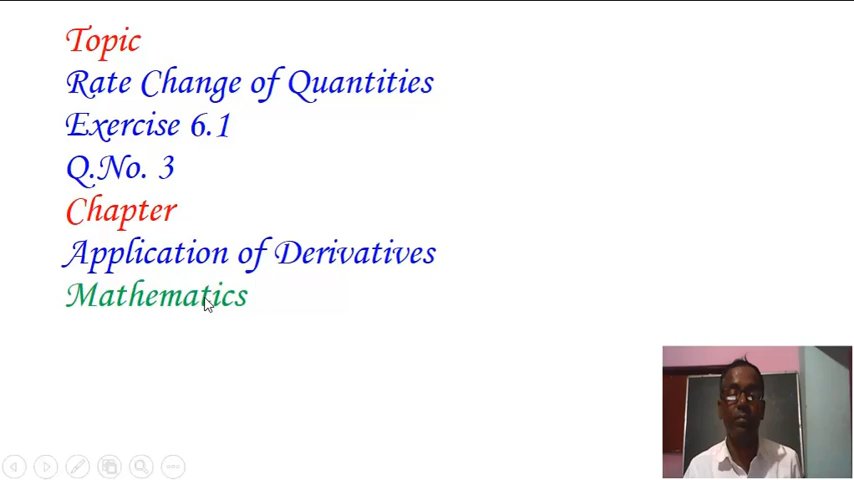 Topic
Rate Change of Quantities
Exercise 6.1
Q.No. 3
Chapter
Application of Derivatives
Mathematics